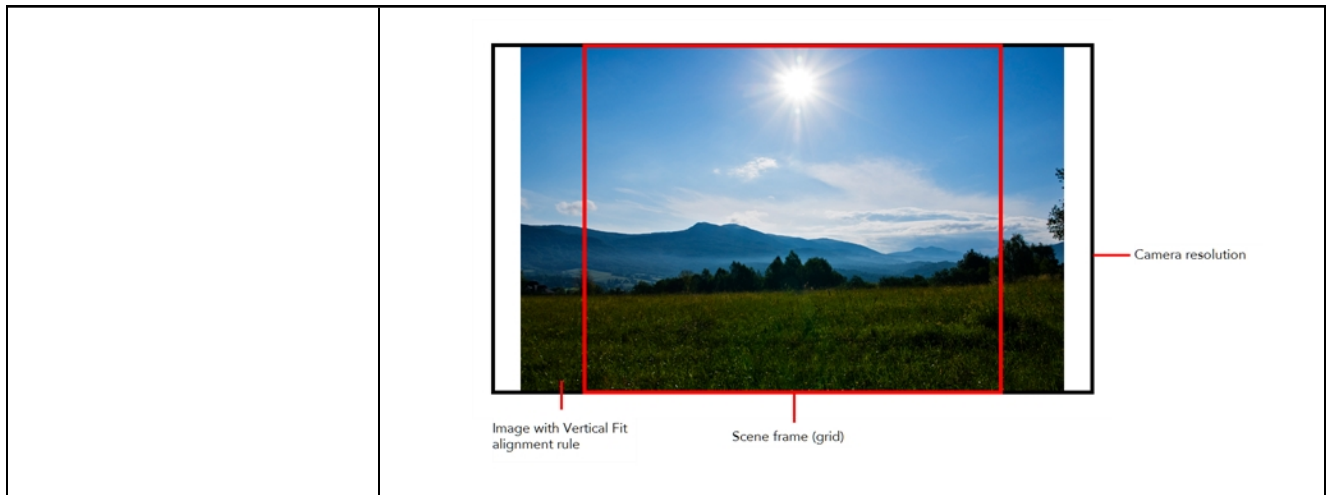 Camera resolution
Image with Vertical Fit
alignment rule
Scene frame (grid)